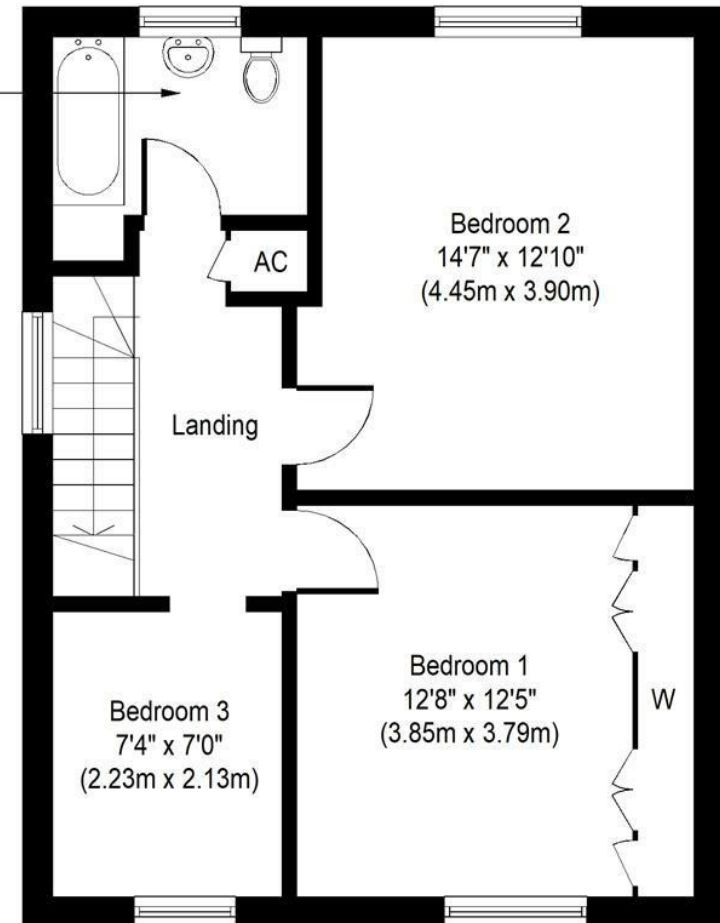 Bedroom 2
14'7" x 12'10"
(4.45m x 3.90m)
AC
Landing
Bedroom 1
12'8" x 12'5"
(3.85m x 3.79m)
W
Bedroom 3
7'4" x 7'0"
(2.23m x 2.13m)